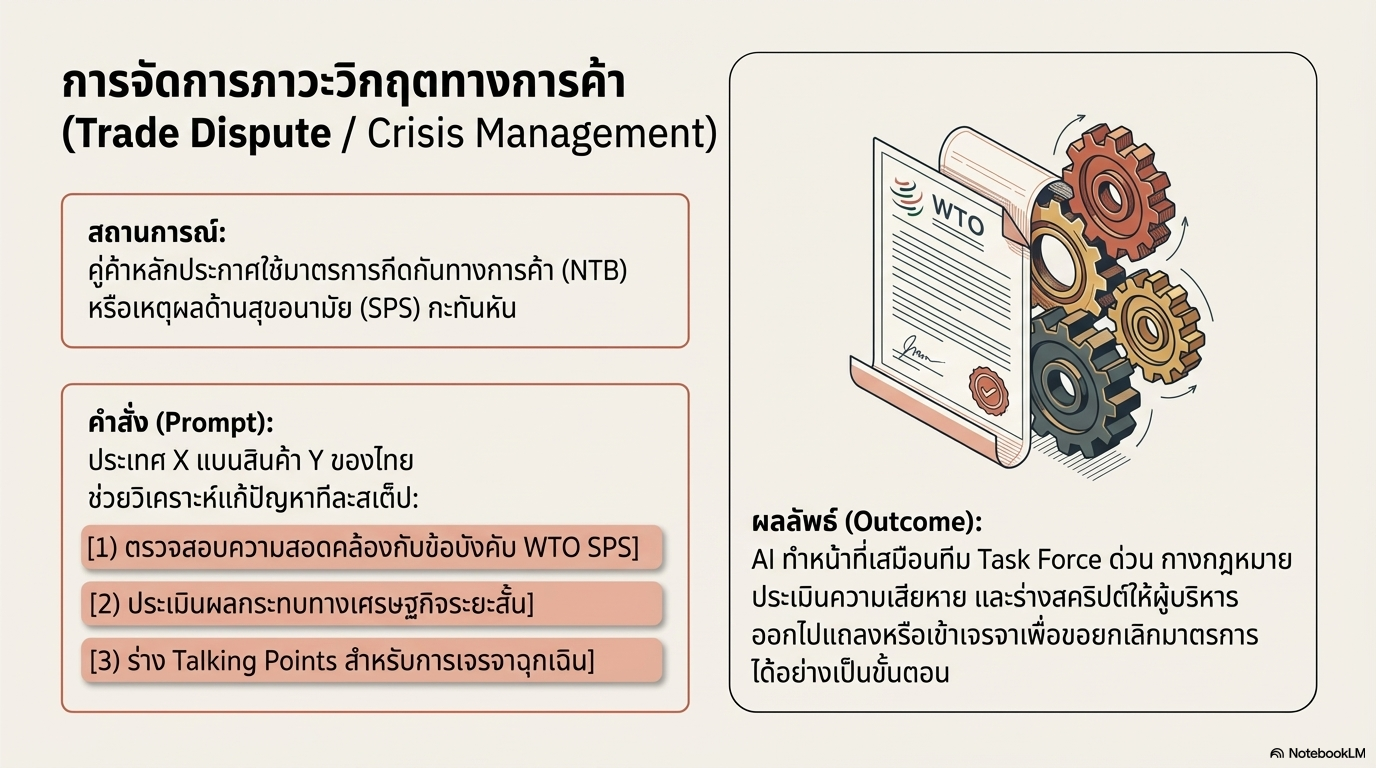 การจัดการภาวะวิกฤตทางการค้า
(Trade Dispute / Crisis Management)
สถานการณ์:
คู่ค้าหลักประกาศใช้มาตรการกีดกันทางการค้า (NTB)
หรือเหตุผลด้านสุขอนามัย (SPS) กะทันหัน
คำสั่ง (Prompt):
ประเทศ X แบนสินค้า Y ของไทย
ช่วยวิเคราะห์แก้ปัญหาทีละสเต็ป:
[1) ตรวจสอบความสอดคล้องกับข้อบังคับ WTO SPS]
[2) ประเมินผลกระทบทางเศรษฐกิจระยะสั้น]
[3) ร่าง Talking Points สำหรับการเจรจาฉุกเฉิน]
WTO
ผลลัพธ์ (Outcome):
AI ทำหน้าที่เสมือนทีม Task Force ด่วน กางกฎหมาย
ประเมินความเสียหาย และร่างสคริปต์ให้ผู้บริหาร
ออกไปแถลงหรือเข้าเจรจาเพื่อขอยกเลิกมาตรการ
ได้อย่างเป็นขั้นตอน
NotebookLM